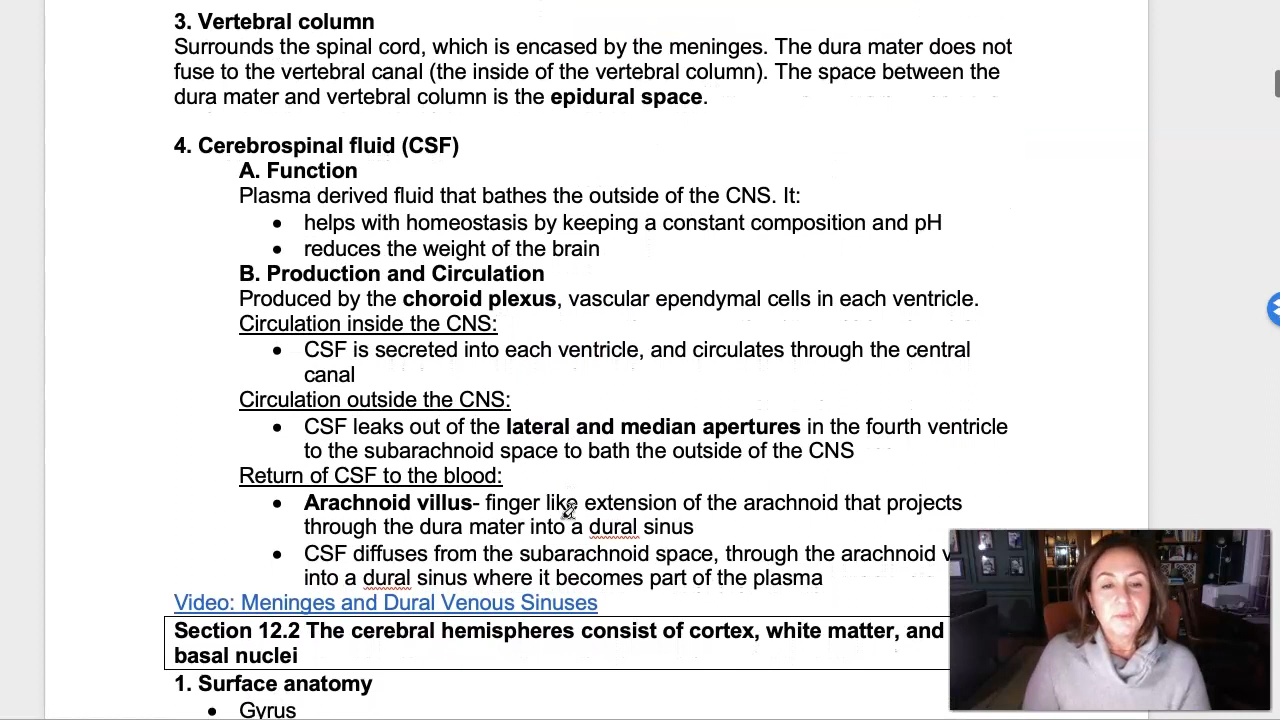 3. Vertebral column
Surrounds the spinal cord, which is encased by the meninges. The dura mater does not
fuse to the vertebral canal (the inside of the vertebral column). The space between the
dura mater and vertebral column is the epidural space.
4. Cerebrospinal fluid (CSF)
A. Function
Plasma derived fluid that bathes the outside of the CNS. It:
• helps with homeostasis by keeping a constant composition and pH
• reduces the weight of the brain
B. Production and Circulation
Produced by the choroid plexus, vascular ependymal cells in each ventricle.
Circulation inside the CNS:
• CSF is secreted into each ventricle, and circulates through the central
canal
Circulation outside the CNS:
• CSF leaks out of the lateral and median apertures in the fourth ventricle
to the subarachnoid space to bath the outside of the CNS
Return of CSF to the blood:
• Arachnoid villus- finger like extension of the arachnoid that projects
through the dura mater into a dural sinus
• CSF diffuses from the subarachnoid space, through the arachnoid
into a dural sinus where it becomes part of the plasma
Video: Meninges and Dural Venous Sinuses
Section 12.2 The cerebral hemispheres consist of cortex, white matter, and
basal nuclei
1. Surface anatomy
• Gyrus